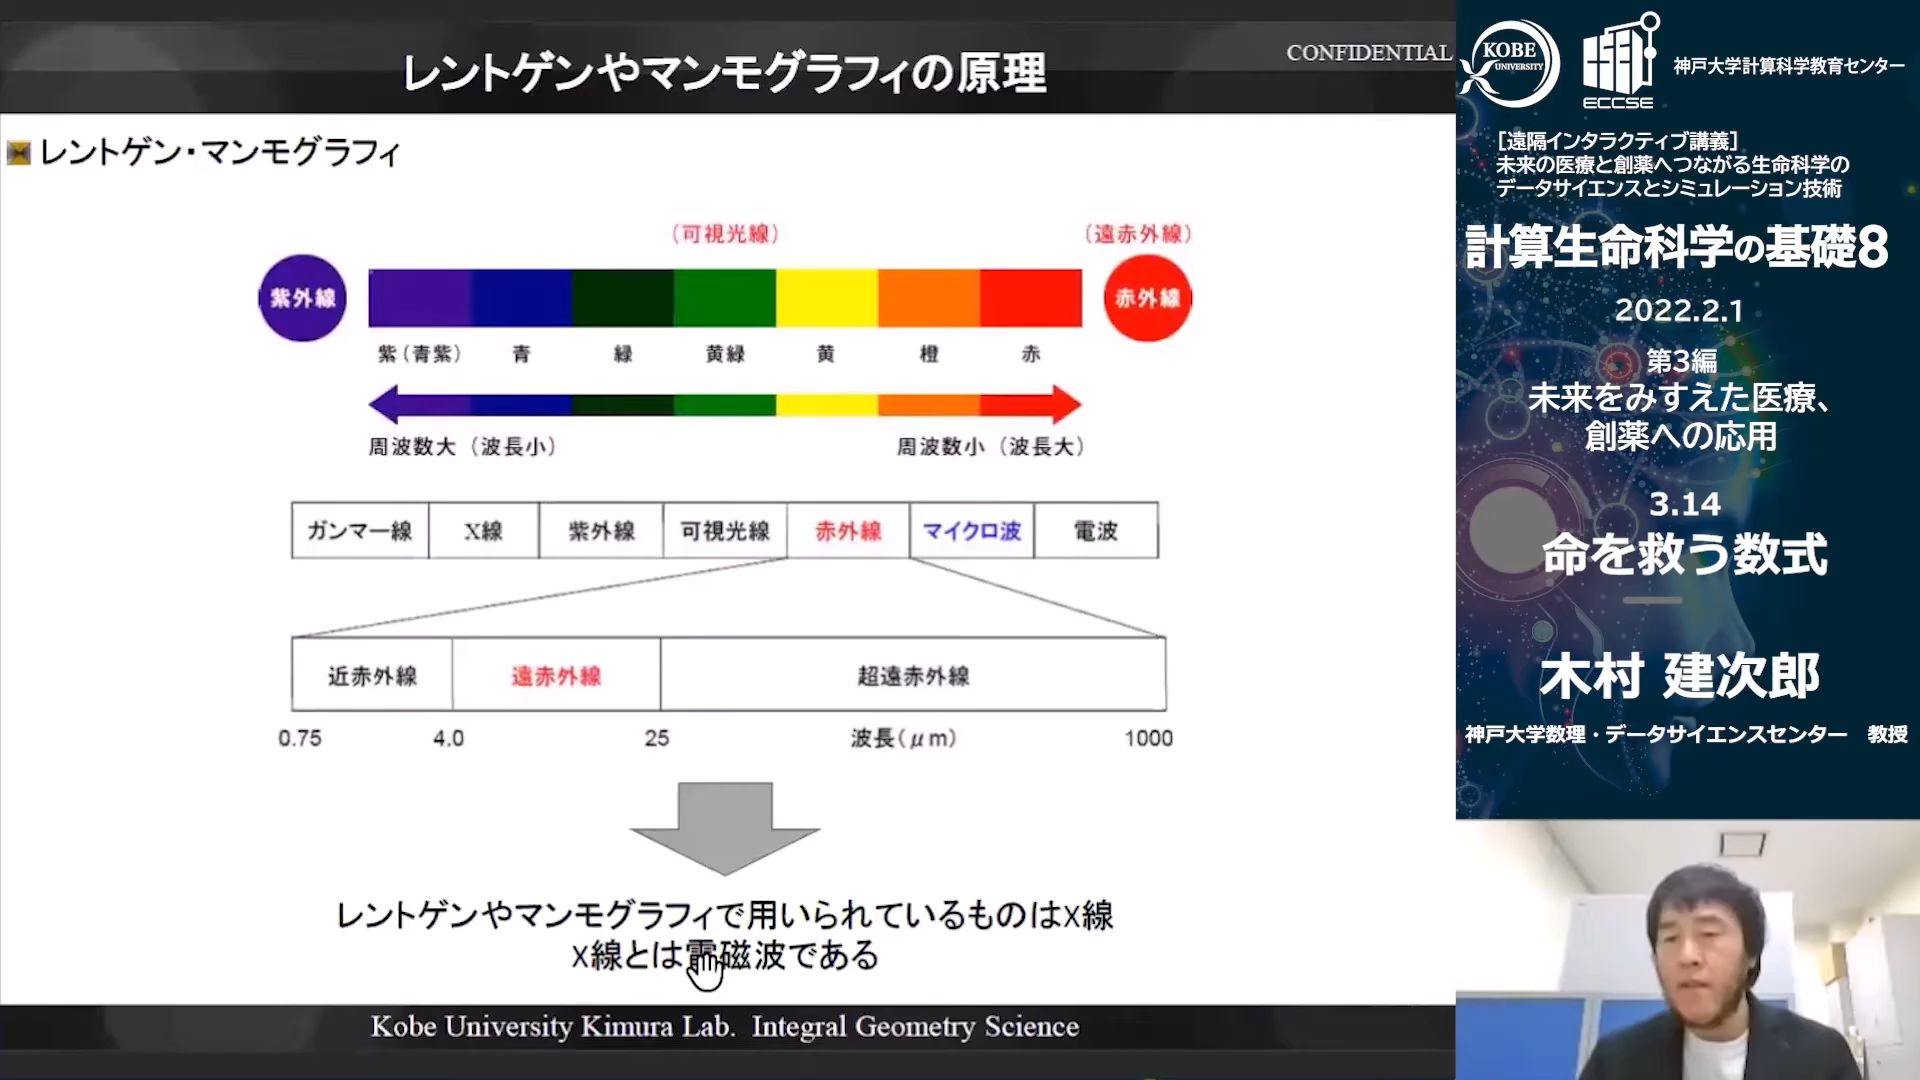 レントゲンやマンモグラフィの原理
CONFIDENTIAL
レントゲン・マンモグラフィ
（可視光線）
（遠赤外線）
紫外線
赤外線
紫（青紫） 青 緑 黄緑 黄 橙 赤
周波数大（波長小）
周波数小（波長大）
ガンマー線 X線 紫外線 可視光線 赤外線 マイクロ波 電波
近赤外線 遠赤外線 超遠赤外線
0.75 4.0 25 波長（μm） 1000
レントゲンやマンモグラフィで用いられているものはX線
X線とは電磁波である
Kobe University Kimura Lab. Integral Geometry Science
KOBE
UNIVERSITY
ECCSE
神戸大学計算科学教育センター
［遠隔インタラクティブ講義］
未来の医療と創薬へつながる生命科学の
データサイエンスとシミュレーション技術
計算生命科学の基礎8
2022.2.1
第3編
未来をみすえた医療、
創薬への応用
3.14
命を救う数式
木村 建次郎
神戸大学数理・データサイエンスセンター 教授